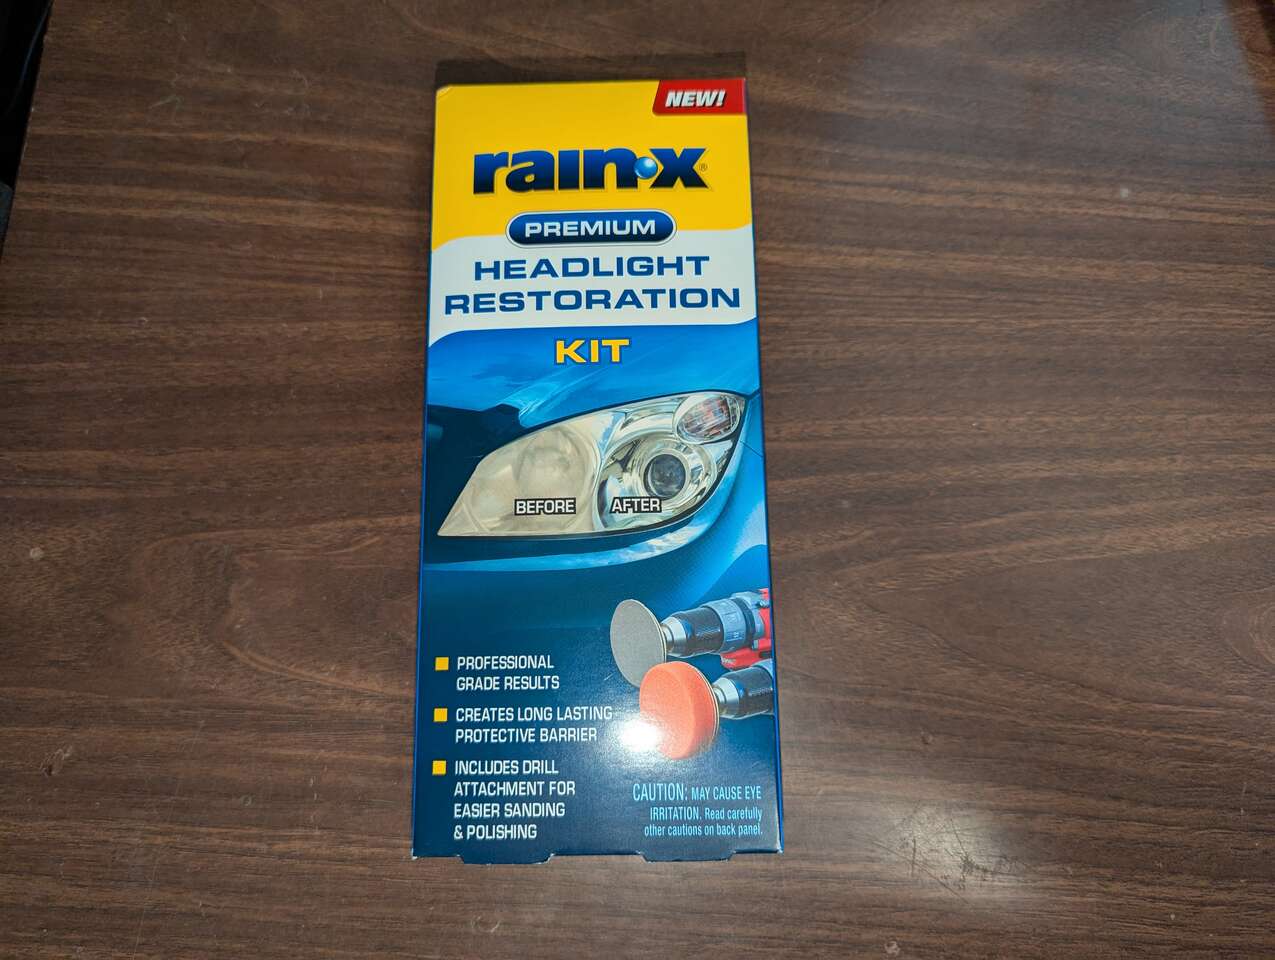 NEW!
rain·x®
PREMIUM
HEADLIGHT
RESTORATION
KIT
BEFORE AFTER
PROFESSIONAL
GRADE RESULTS
CREATES LONG LASTING
PROTECTIVE BARRIER
INCLUDES DRILL
ATTACHMENT FOR
EASIER SANDING
& POLISHING
CAUTION: MAY CAUSE EYE
IRRITATION. Read carefully
other cautions on back panel.